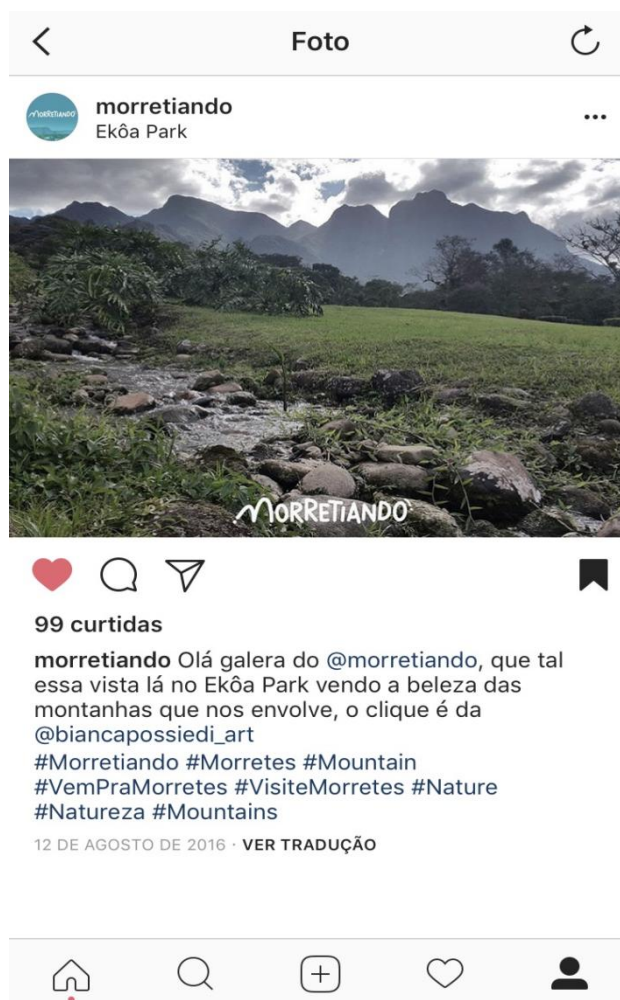 Foto
MORRETIANDO
morretiando
Ekôa Park
MORRETIANDO
99 curtidas
morretiando Olá galera do @morretiando, que tal
essa vista lá no Ekôa Park vendo a beleza das
montanhas que nos envolve, o clique é da
@biancapossiedi_art
#Morretiando #Morretes #Mountain
#VemPraMorretes #VisiteMorretes #Nature
#Natureza #Mountains
12 DE AGOSTO DE 2016 · VER TRADUÇÃO